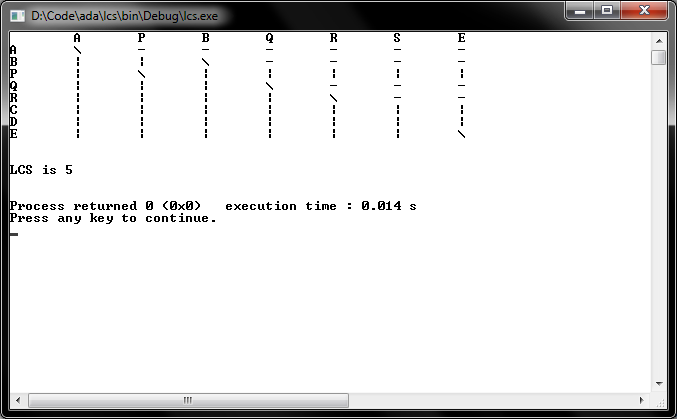 D:\Code\ada\lcs\bin\Debug\lcs.exe
A P B Q R S E
A \ - - - - - -
B ¦ ¦ \ - - - -
P ¦ \ ¦ ¦ ¦ ¦ ¦
Q ¦ ¦ ¦ \ - - -
R ¦ ¦ ¦ ¦ \ - -
C ¦ ¦ ¦ ¦ ¦ ¦ ¦
D ¦ ¦ ¦ ¦ ¦ ¦ ¦
E ¦ ¦ ¦ ¦ ¦ ¦ \
LCS is 5
Process returned 0 (0x0) execution time : 0.014 s
Press any key to continue.